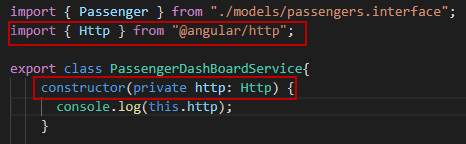 import { Passenger } from "./models/passengers.interface";
import { Http } from "@angular/http";
export class PassengerDashBoardService{
constructor(private http: Http) {
console.log(this.http);
}